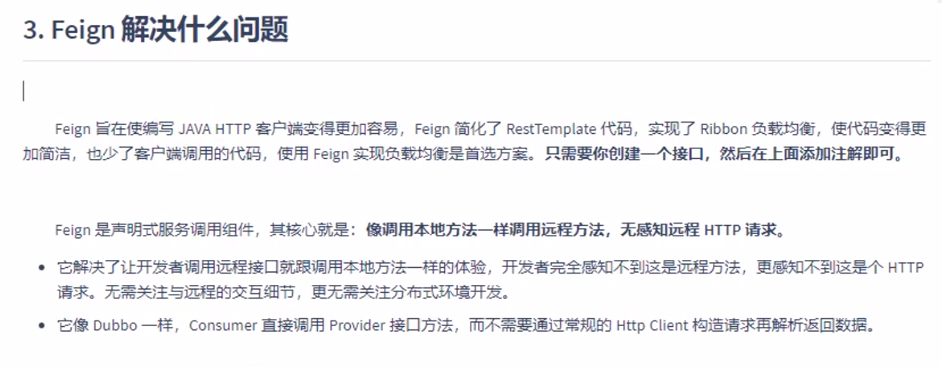 3. Feign 解决什么问题
Feign 旨在使编写 JAVA HTTP 客户端变得更加容易，Feign 简化了 RestTemplate 代码，实现了 Ribbon 负载均衡，使代码变得更
加简洁，也少了客户端调用的代码，使用 Feign 实现负载均衡是首选方案。只需要你创建一个接口，然后在上面添加注解即可。
Feign 是声明式服务调用组件，其核心就是：像调用本地方法一样调用远程方法，无感知远程 HTTP 请求。
• 它解决了让开发者调用远程接口就跟调用本地方法一样的体验，开发者完全感知不到这是远程方法，更感知不到这是个 HTTP
请求。无需关注与远程的交互细节，更无需关注分布式环境开发。
• 它像 Dubbo 一样，Consumer 直接调用 Provider 接口方法，而不需要通过常规的 Http Client 构造请求再解析返回数据。